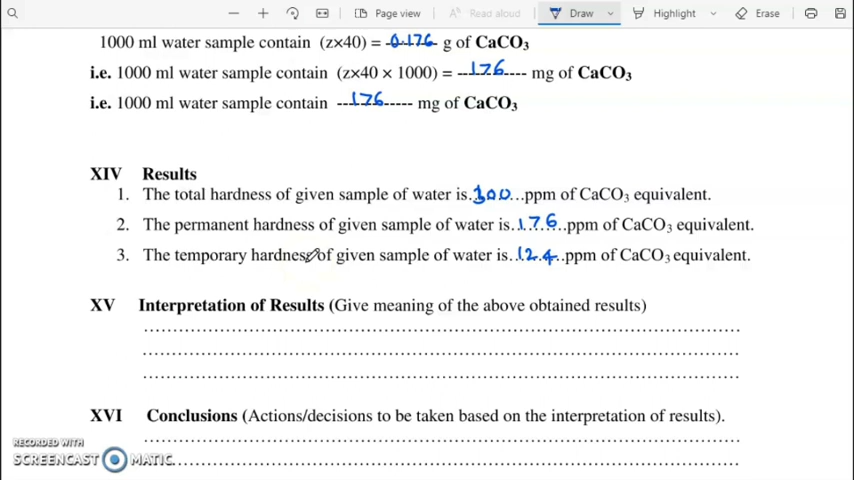 Page view
Read aloud
Draw
Highlight
Erase
1000 ml water sample contain (z×40) = 0.176 g of CaCO₃
i.e. 1000 ml water sample contain (z×40 × 1000) = ---176---- mg of CaCO₃
i.e. 1000 ml water sample contain ---176----- mg of CaCO₃
XIV Results
1. The total hardness of given sample of water is.300...ppm of CaCO₃ equivalent.
2. The permanent hardness of given sample of water is.176...ppm of CaCO₃ equivalent.
3. The temporary hardness of given sample of water is..124..ppm of CaCO₃ equivalent.
XV Interpretation of Results (Give meaning of the above obtained results)
XVI Conclusions (Actions/decisions to be taken based on the interpretation of results).
RECORDED WITH
SCREENCAST MATIC